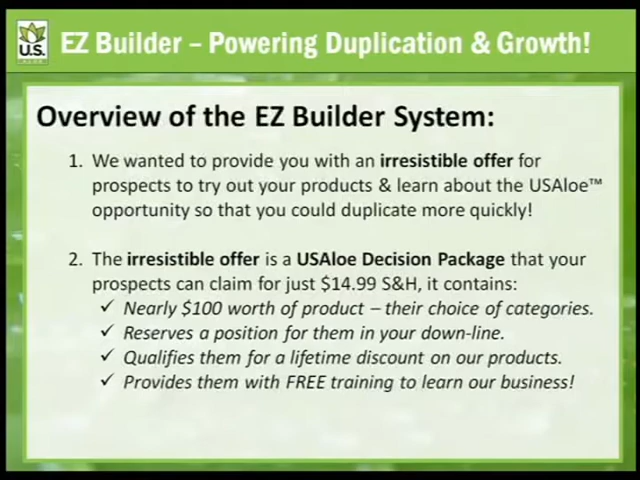 U.S.
EZ Builder – Powering Duplication & Growth!
Overview of the EZ Builder System:
1. We wanted to provide you with an irresistible offer for
prospects to try out your products & learn about the USAloe™
opportunity so that you could duplicate more quickly!
2. The irresistible offer is a USAloe Decision Package that your
prospects can claim for just $14.99 S&H, it contains:
✓ Nearly $100 worth of product – their choice of categories.
✓ Reserves a position for them in your down-line.
✓ Qualifies them for a lifetime discount on our products.
✓ Provides them with FREE training to learn our business!